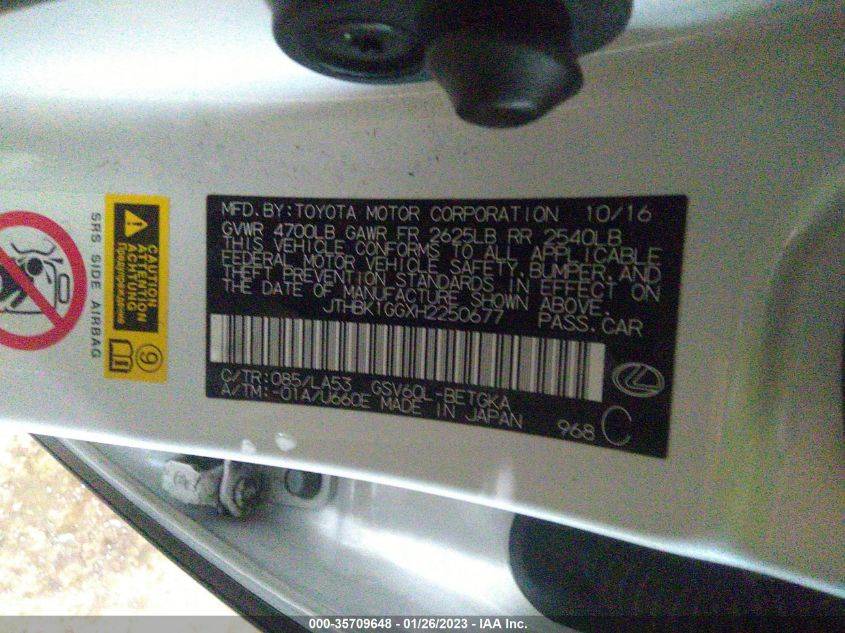 MFD.BY:TOYOTA MOTOR CORPORATION 10/16
GVWR 4700LB GAWR FR 2625LB RR 2540LB
THIS VEHICLE CONFORMS TO ALL APPLICABLE
FEDERAL MOTOR VEHICLE SAFETY,BUMPER,AND
THEFT PREVENTION STANDARDS IN EFFECT ON
THE DATE OF MANUFACTURE SHOWN ABOVE.
JTHBK1GGXH2250677 PASS.CAR
C/TR:085/LA53 GSV60L-BETGKA
A/TM:-01A/U660E MADE IN JAPAN 968 C
SRS SIDE AIRBAG
CAUTION
ATTENTION
ACHTUNG
Предупреждение
9
000-35709648 - 01/26/2023 - IAA Inc.